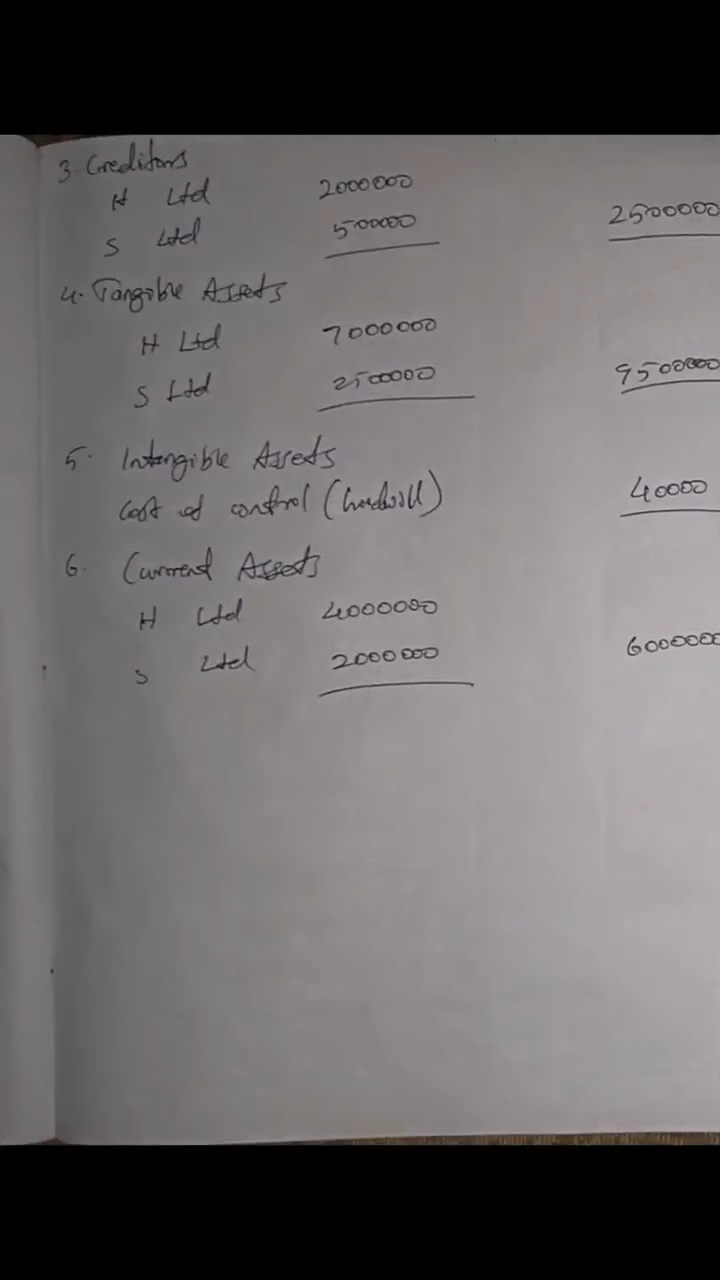 3. Creditors
H Ltd 2000000
S Ltd 500000 2500000
4. Tangible Assets
H Ltd 7000000
S Ltd 2500000 9500000
5. Intangible Assets
Cost of control (Goodwill) 40000
6. Current Assets
H Ltd 4000000
S Ltd 2000000 6000000